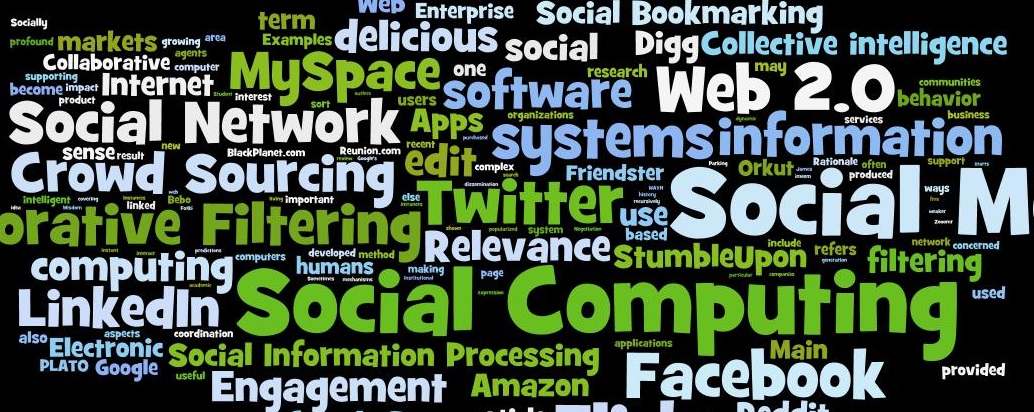 Web Enterprise Social Bookmarking
Socially term
profound markets growing area Examples delicious social Digg Collective intelligence
agents
Collaborative computer MySpace one research Web 2.0 may
supporting Internet software communities
become impact interest users behavior
product sort organizations services business
Social Network Apps systems information
new recent
sense result BlackPlanet.com Reunion.com edit complex Orkut Rationale often support
Crowd Sourcing Friendster produced Social M
intelligent linked Bebo important else Twitter use ways
orative Filtering system based
Relevance StumbleUpon include refers filtering network concerned
computing computers developed method
humans making page used
LinkedIn Social Computing
also aspects coordination applications
Electronic Social Information Processing Main
PLATO Google useful Facebook provided
Engagement Amazon
Reddit